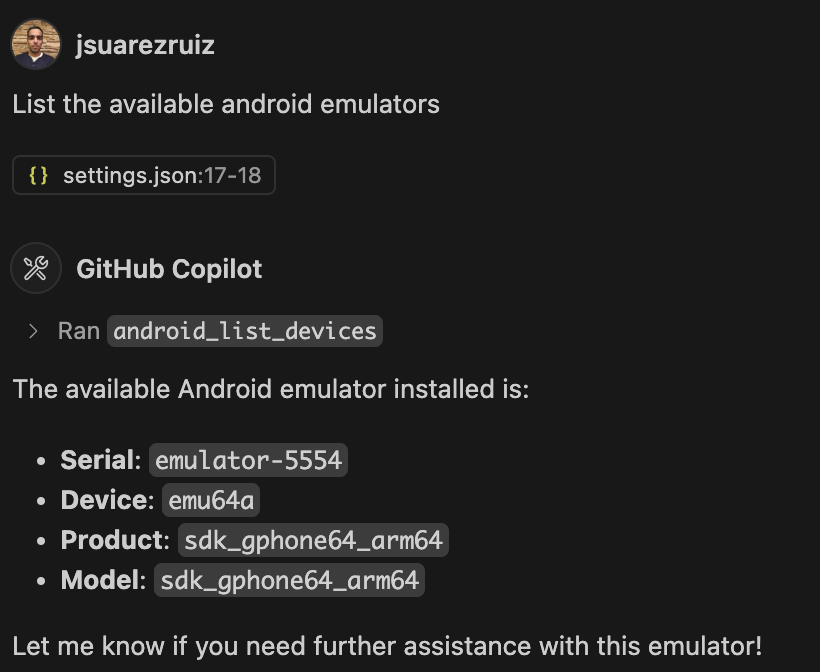 jsuarezruiz
List the available android emulators
{} settings.json:17-18
GitHub Copilot
> Ran android_list_devices
The available Android emulator installed is:
• Serial: emulator-5554
• Device: emu64a
• Product: sdk_gphone64_arm64
• Model: sdk_gphone64_arm64
Let me know if you need further assistance with this emulator!